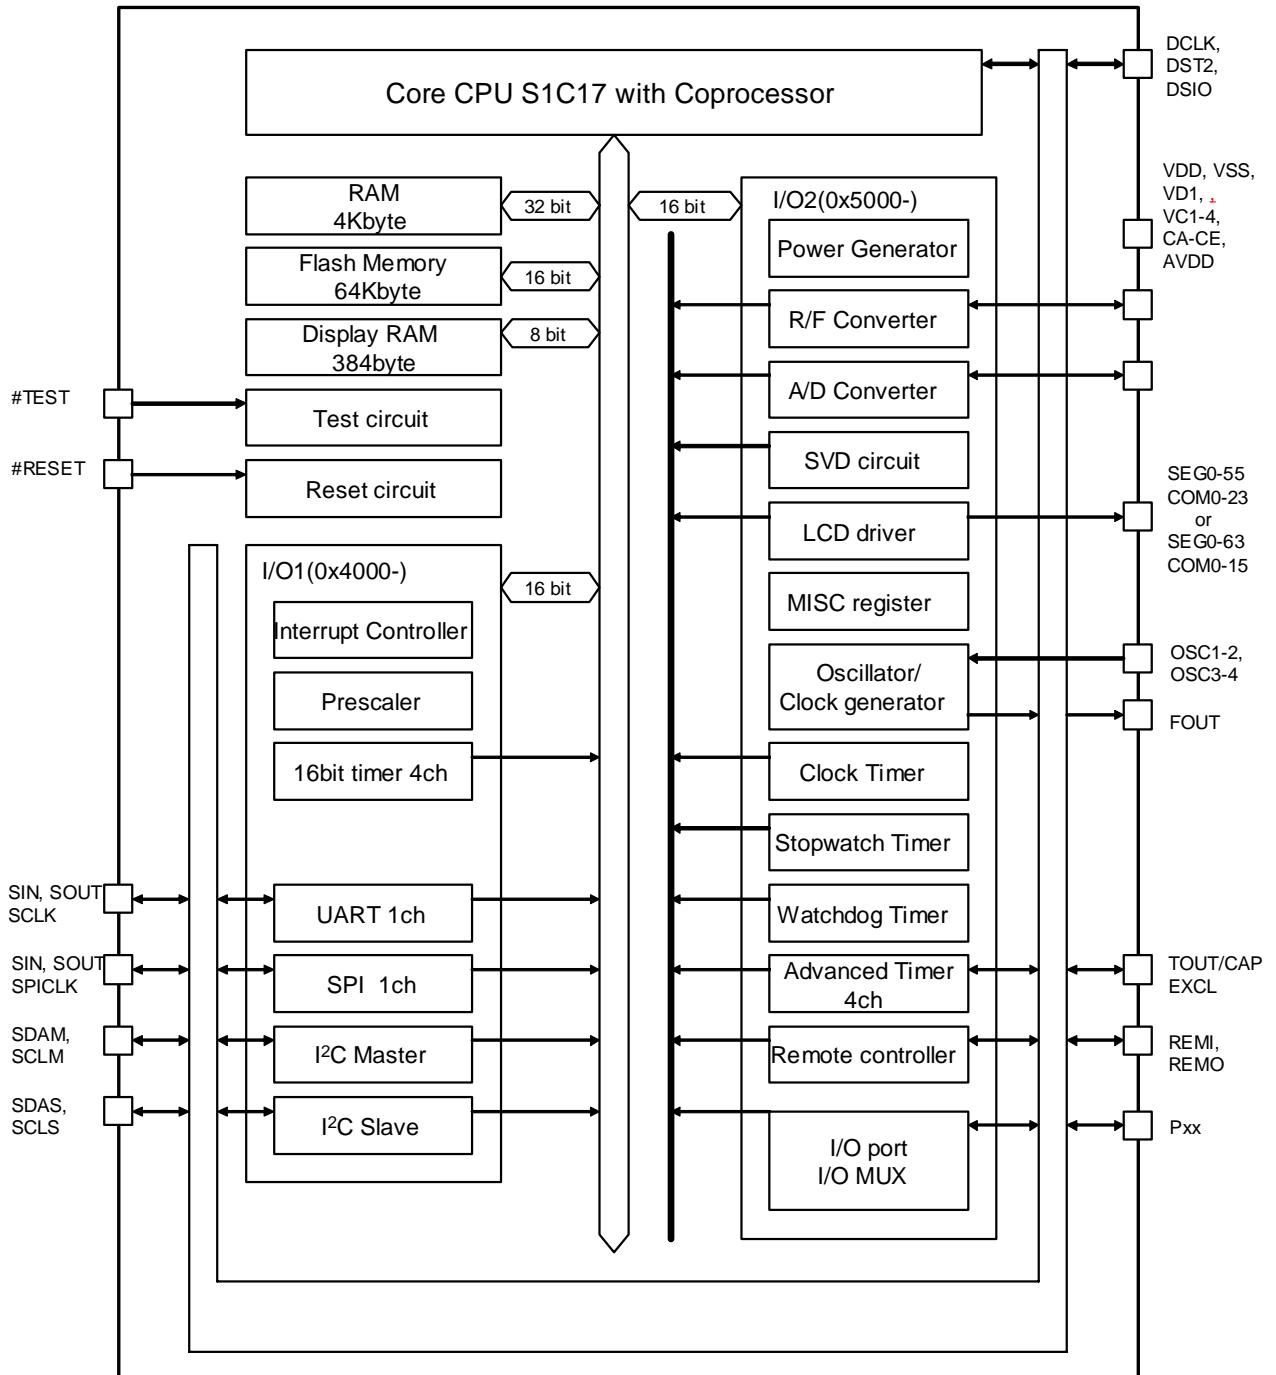 DCLK,
DST2,
DSIO
Core CPU S1C17 with Coprocessor
VDD, VSS,
VD1, ,
VC1-4,
CA-CE,
AVDD
RAM
4Kbyte
32 bit
16 bit
I/O2(0x5000-)
Power Generator
Flash Memory
64Kbyte
16 bit
R/F Converter
Display RAM
384byte
8 bit
A/D Converter
#TEST
Test circuit
SVD circuit
#RESET
Reset circuit
LCD driver
SEG0-55
COM0-23
or
SEG0-63
COM0-15
I/O1(0x4000-)
16 bit
MISC register
Interrupt Controller
Oscillator/
Clock generator
OSC1-2,
OSC3-4
Prescaler
FOUT
16bit timer 4ch
Clock Timer
Stopwatch Timer
SIN, SOUT
SCLK
UART 1ch
Watchdog Timer
SIN, SOUT
SPICLK
SPI 1ch
Advanced Timer
4ch
TOUT/CAP
EXCL
SDAM,
SCLM
I²C Master
Remote controller
REMI,
REMO
SDAS,
SCLS
I²C Slave
I/O port
I/O MUX
Pxx